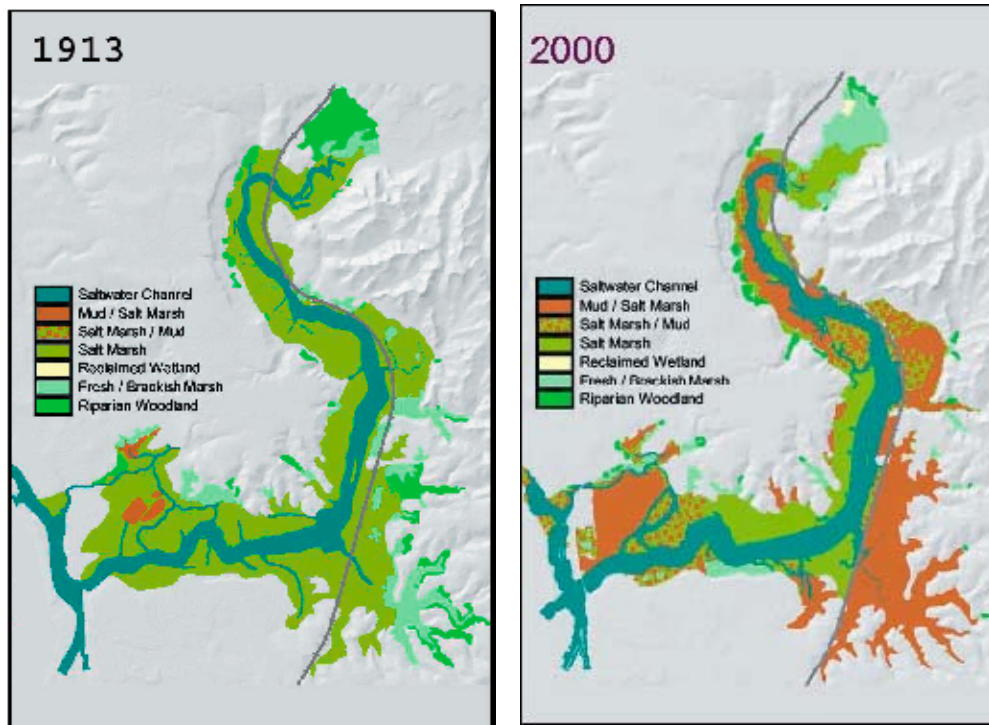 1913
Saltwater Channel
Mud / Salt Marsh
Salt Marsh / Mud
Salt Marsh
Reclaimed Wetland
Fresh / Brackish Marsh
Riparian Woodland
2000
Saltwater Channel
Mud / Salt Marsh
Salt Marsh / Mud
Salt Marsh
Reclaimed Wetland
Fresh / Brackish Marsh
Riparian Woodland